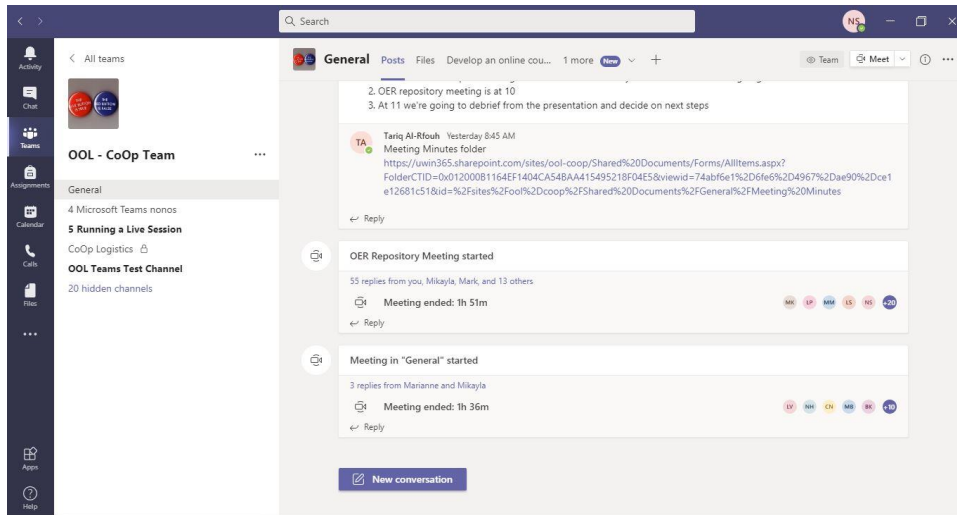 Search
NS
Activity
Chat
Teams
Assignments
Calendar
Calls
Files
Apps
Help
All teams
OOL - CoOp Team
General
4 Microsoft Teams nonos
5 Running a Live Session
CoOp Logistics
OOL Teams Test Channel
20 hidden channels
General Posts Files Develop an online cou... 1 more New
Team Meet
2. OER repository meeting is at 10
3. At 11 we're going to debrief from the presentation and decide on next steps
TA Tariq Al-Rfouh Yesterday 8:45 AM
Meeting Minutes folder
https://uwin365.sharepoint.com/sites/ool-coop/Shared%20Documents/Forms/AllItems.aspx?
FolderCTID=0x012000B1164EF1404CA54BAA415495218F04E5&viewid=74abf6e1%2D6fe6%2D4967%2Dae90%2Dce1
e12681c51&id=%2Fsites%2Fool%2Dcoop%2FShared%20Documents%2FGeneral%2FMeeting%20Minutes
Reply
OER Repository Meeting started
55 replies from you, Mikayla, Mark, and 13 others
Meeting ended: 1h 51m
MK LP MM LS NS +20
Reply
Meeting in "General" started
3 replies from Marianne and Mikayla
Meeting ended: 1h 36m
LV NH CN MB BK +10
Reply
New conversation